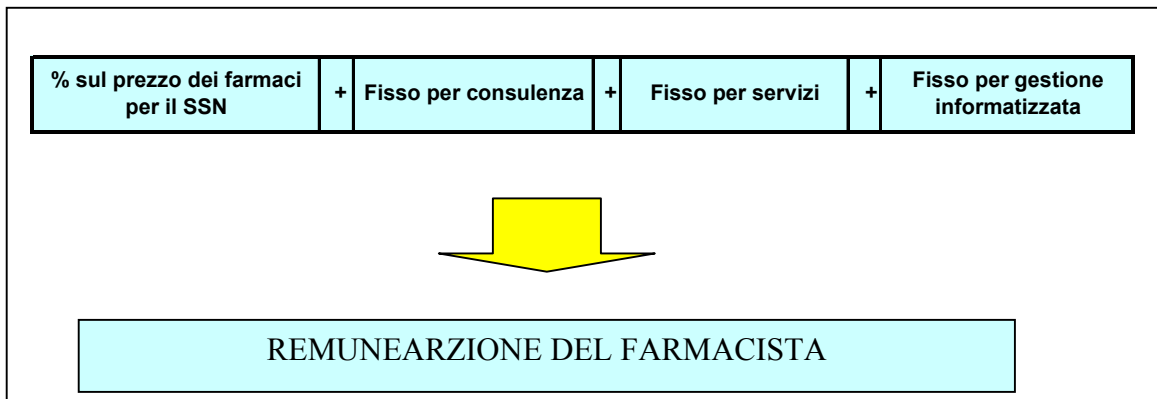 % sul prezzo dei farmaci
per il SSN
+
Fisso per consulenza
+
Fisso per servizi
+
Fisso per gestione
informatizzata
REMUNEARZIONE DEL FARMACISTA